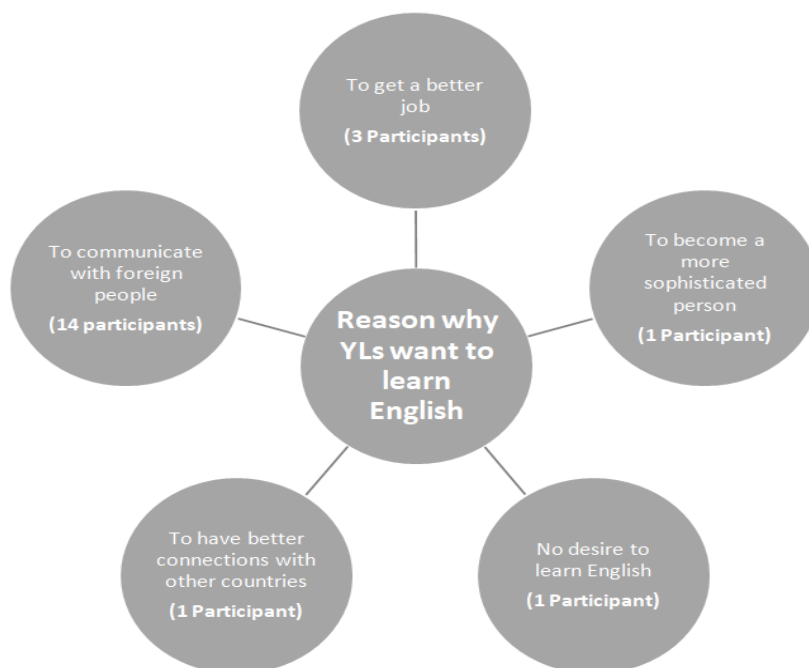 To get a better
job
(3 Participants)
To communicate
with foreign
people
(14 participants)
To become a
more
sophisticated
person
(1 Participant)
Reason why
YLs want to
learn
English
To have better
connections with
other countries
(1 Participant)
No desire to
learn English
(1 Participant)